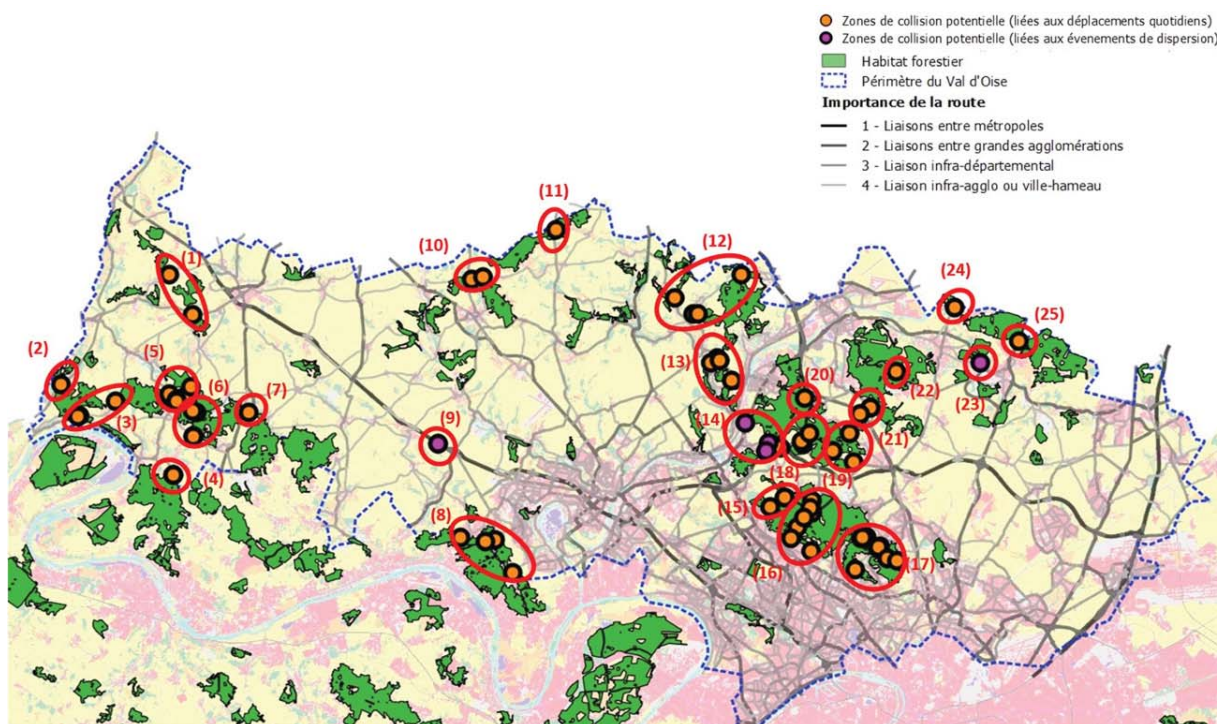 Zones de collision potentielle (liées aux déplacements quotidiens)
Zones de collision potentielle (liées aux évenements de dispersion)
Habitat forestier
Périmètre du Val d'Oise
Importance de la route
1 - Liaisons entre métropoles
2 - Liaisons entre grandes agglomérations
3 - Liaison infra-départemental
4 - Liaison infra-agglo ou ville-hameau
(11)
(12)
(10)
(1)
(24)
(25)
(2)
(5)
(13)
(6)
(7)
(20)
(22)
(23)
(3)
(9)
(14)
(21)
(4)
(18)
(19)
(8)
(15)
(16)
(17)